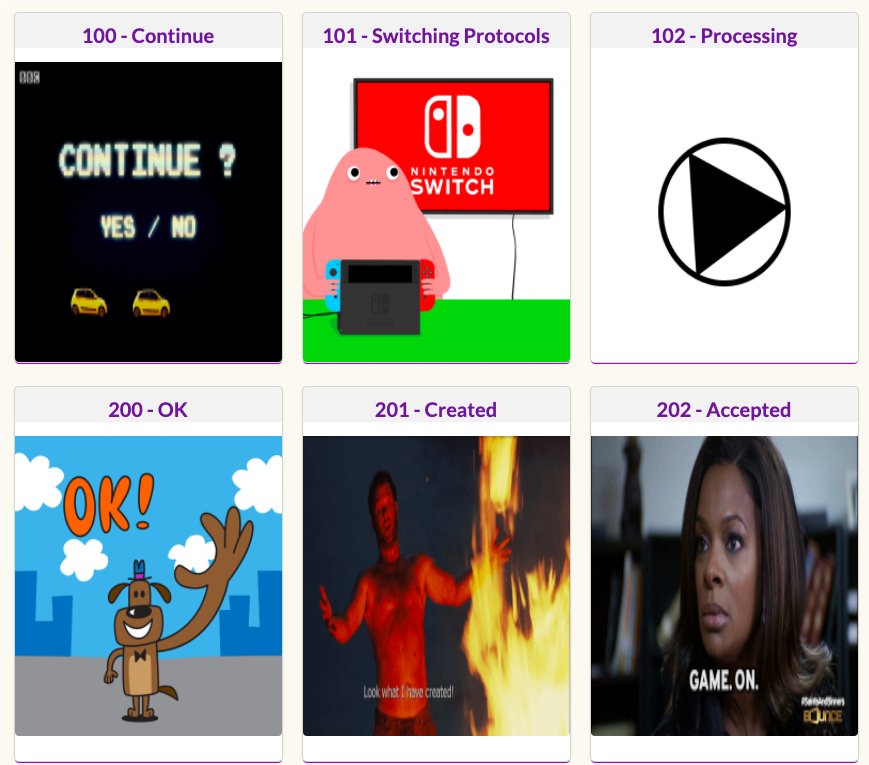 100 - Continue
101 - Switching Protocols
102 - Processing
BBC
CONTINUE ?
YES / NO
NINTENDO
SWITCH
200 - OK
201 - Created
202 - Accepted
OK!
Look what I have created!
GAME. ON.
#SaintsAndSinners
BOUNCE